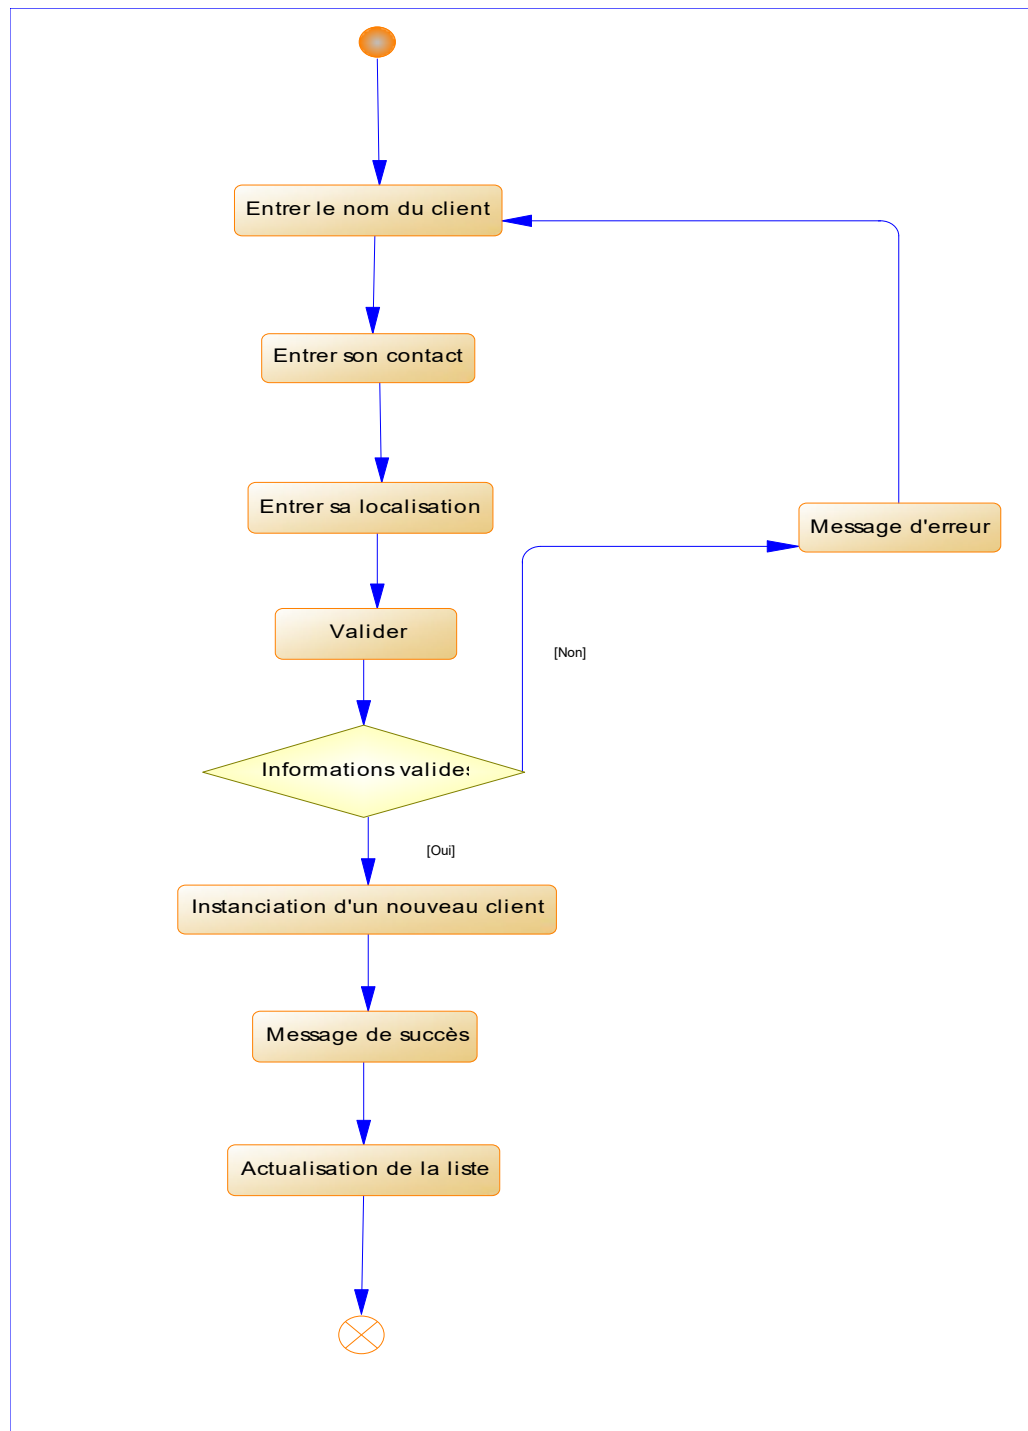 Entrer le nom du client
Entrer son contact
Entrer sa localisation
Message d'erreur
Valider
[Non]
Informations valides
[Oui]
Instanciation d'un nouveau client
Message de succès
Actualisation de la liste